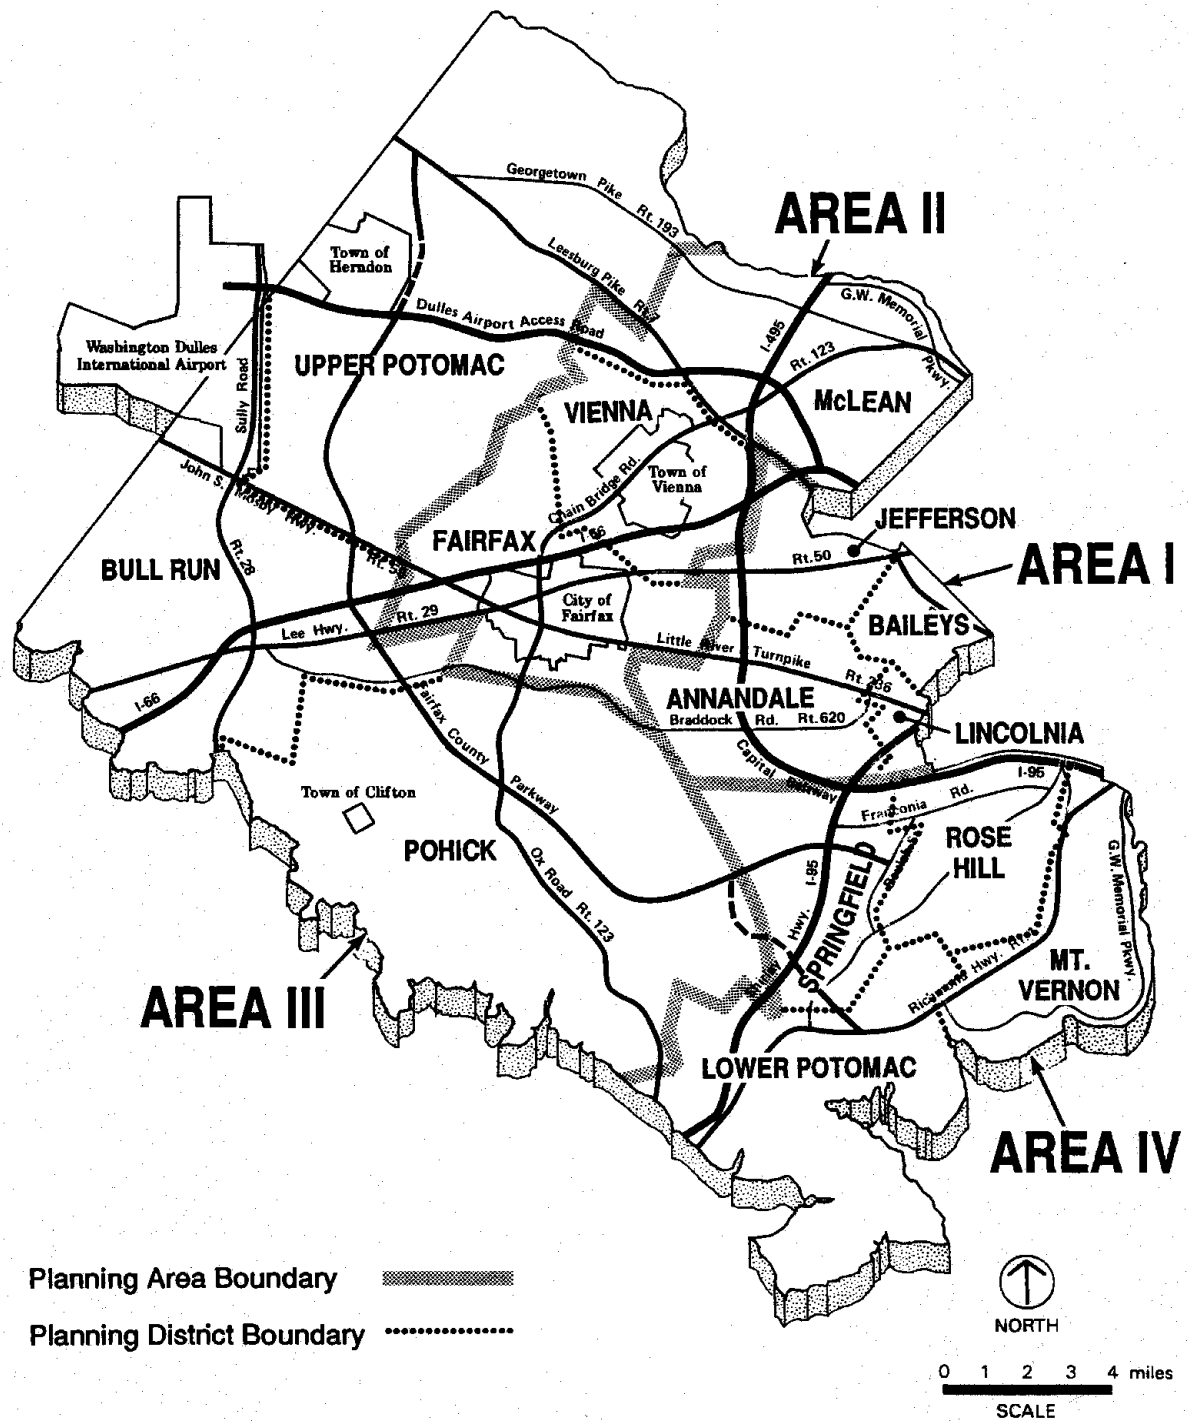 Georgetown Pike Rt. 193
AREA II
Town of
Herndon
Leesburg Pike Rt. 7
G.W. Memorial Pkwy.
Dulles Airport Access Road
I-495
Rt. 123
Washington Dulles
International Airport
UPPER POTOMAC
Sully Road
VIENNA
McLEAN
Town of
Vienna
Chain Bridge Rd.
John S. Mosby Hwy.
JEFFERSON
FAIRFAX
I-66
Rt. 50
AREA I
BULL RUN
Rt. 28
City of
Fairfax
Lee Hwy. Rt. 29
BAILEYS
Little River Turnpike
Rt. 236
ANNANDALE
I-66
Braddock Rd. Rt. 620
LINCOLNIA
Fairfax County Parkway
Capital Beltway
I-95
Town of Clifton
Franconia Rd.
POHICK
ROSE
HILL
Ox Road Rt. 123
I-95
SPRINGFIELD
G.W. Memorial Pkwy.
Shirley Hwy.
MT.
VERNON
Richmond Hwy. Rt. 1
AREA III
LOWER POTOMAC
AREA IV
Planning Area Boundary
Planning District Boundary
NORTH
0 1 2 3 4 miles
SCALE